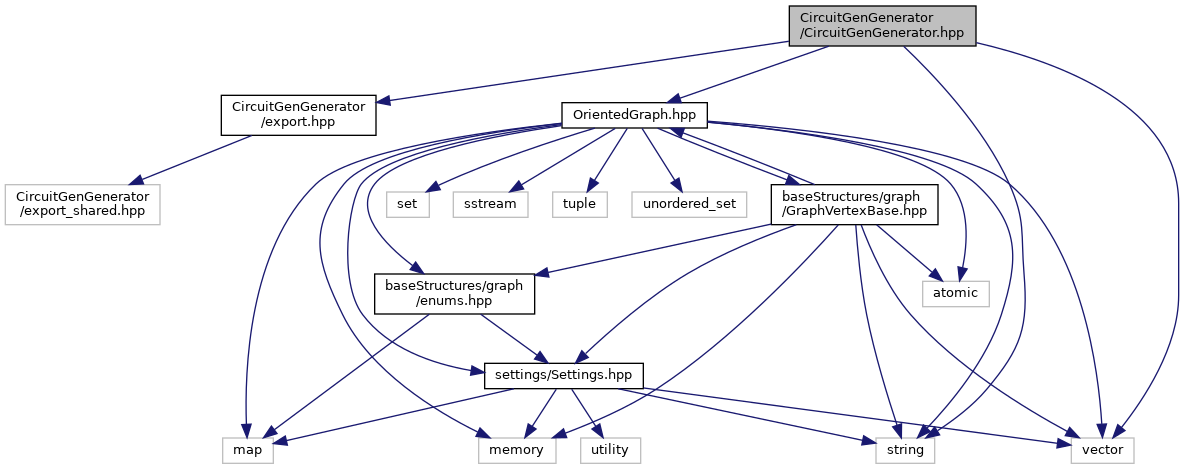 CircuitGenGenerator
/CircuitGenGenerator.hpp
CircuitGenGenerator
/export.hpp
OrientedGraph.hpp
CircuitGenGenerator
/export_shared.hpp
set
sstream
tuple
unordered_set
baseStructures/graph
/GraphVertexBase.hpp
baseStructures/graph
/enums.hpp
atomic
settings/Settings.hpp
map
memory
utility
string
vector